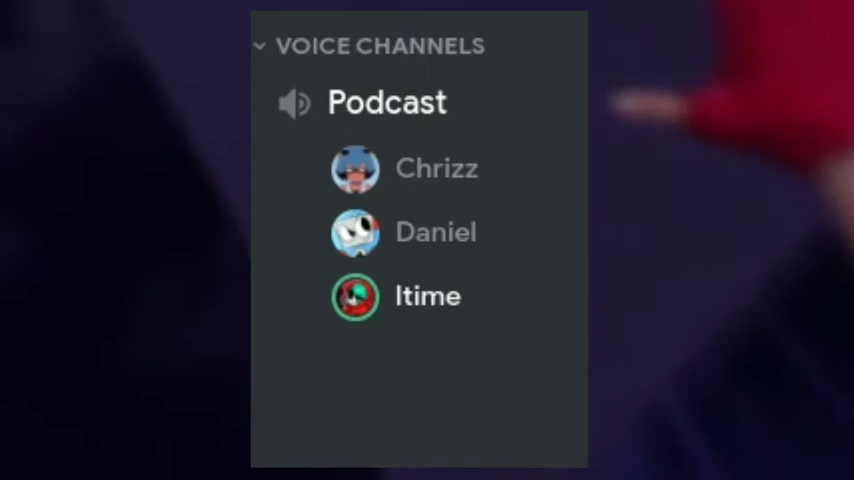 VOICE CHANNELS
Podcast
Chrizz
Daniel
Itime